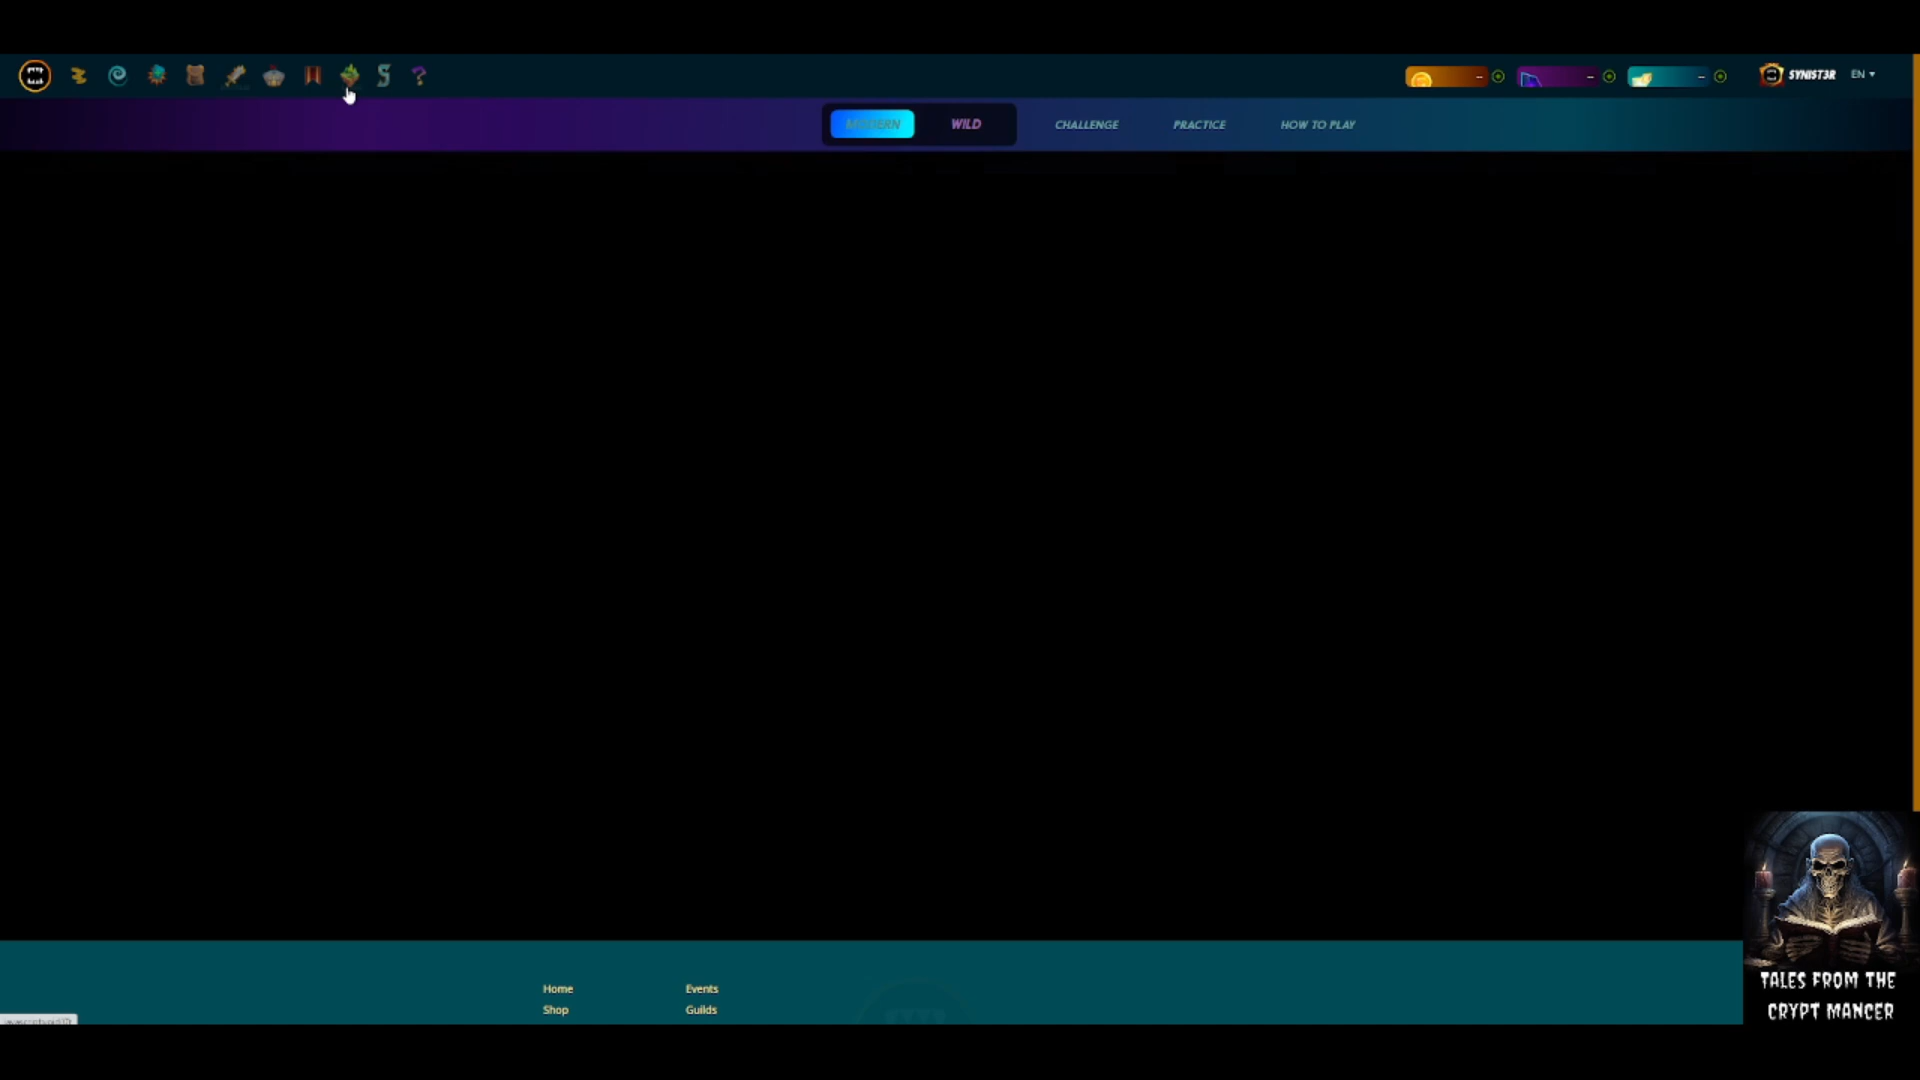 SYNIST3R
EN
MODERN
WILD
CHALLENGE
PRACTICE
HOW TO PLAY
Home
Events
Shop
Guilds
TALES FROM THE
CRYPT MANCER